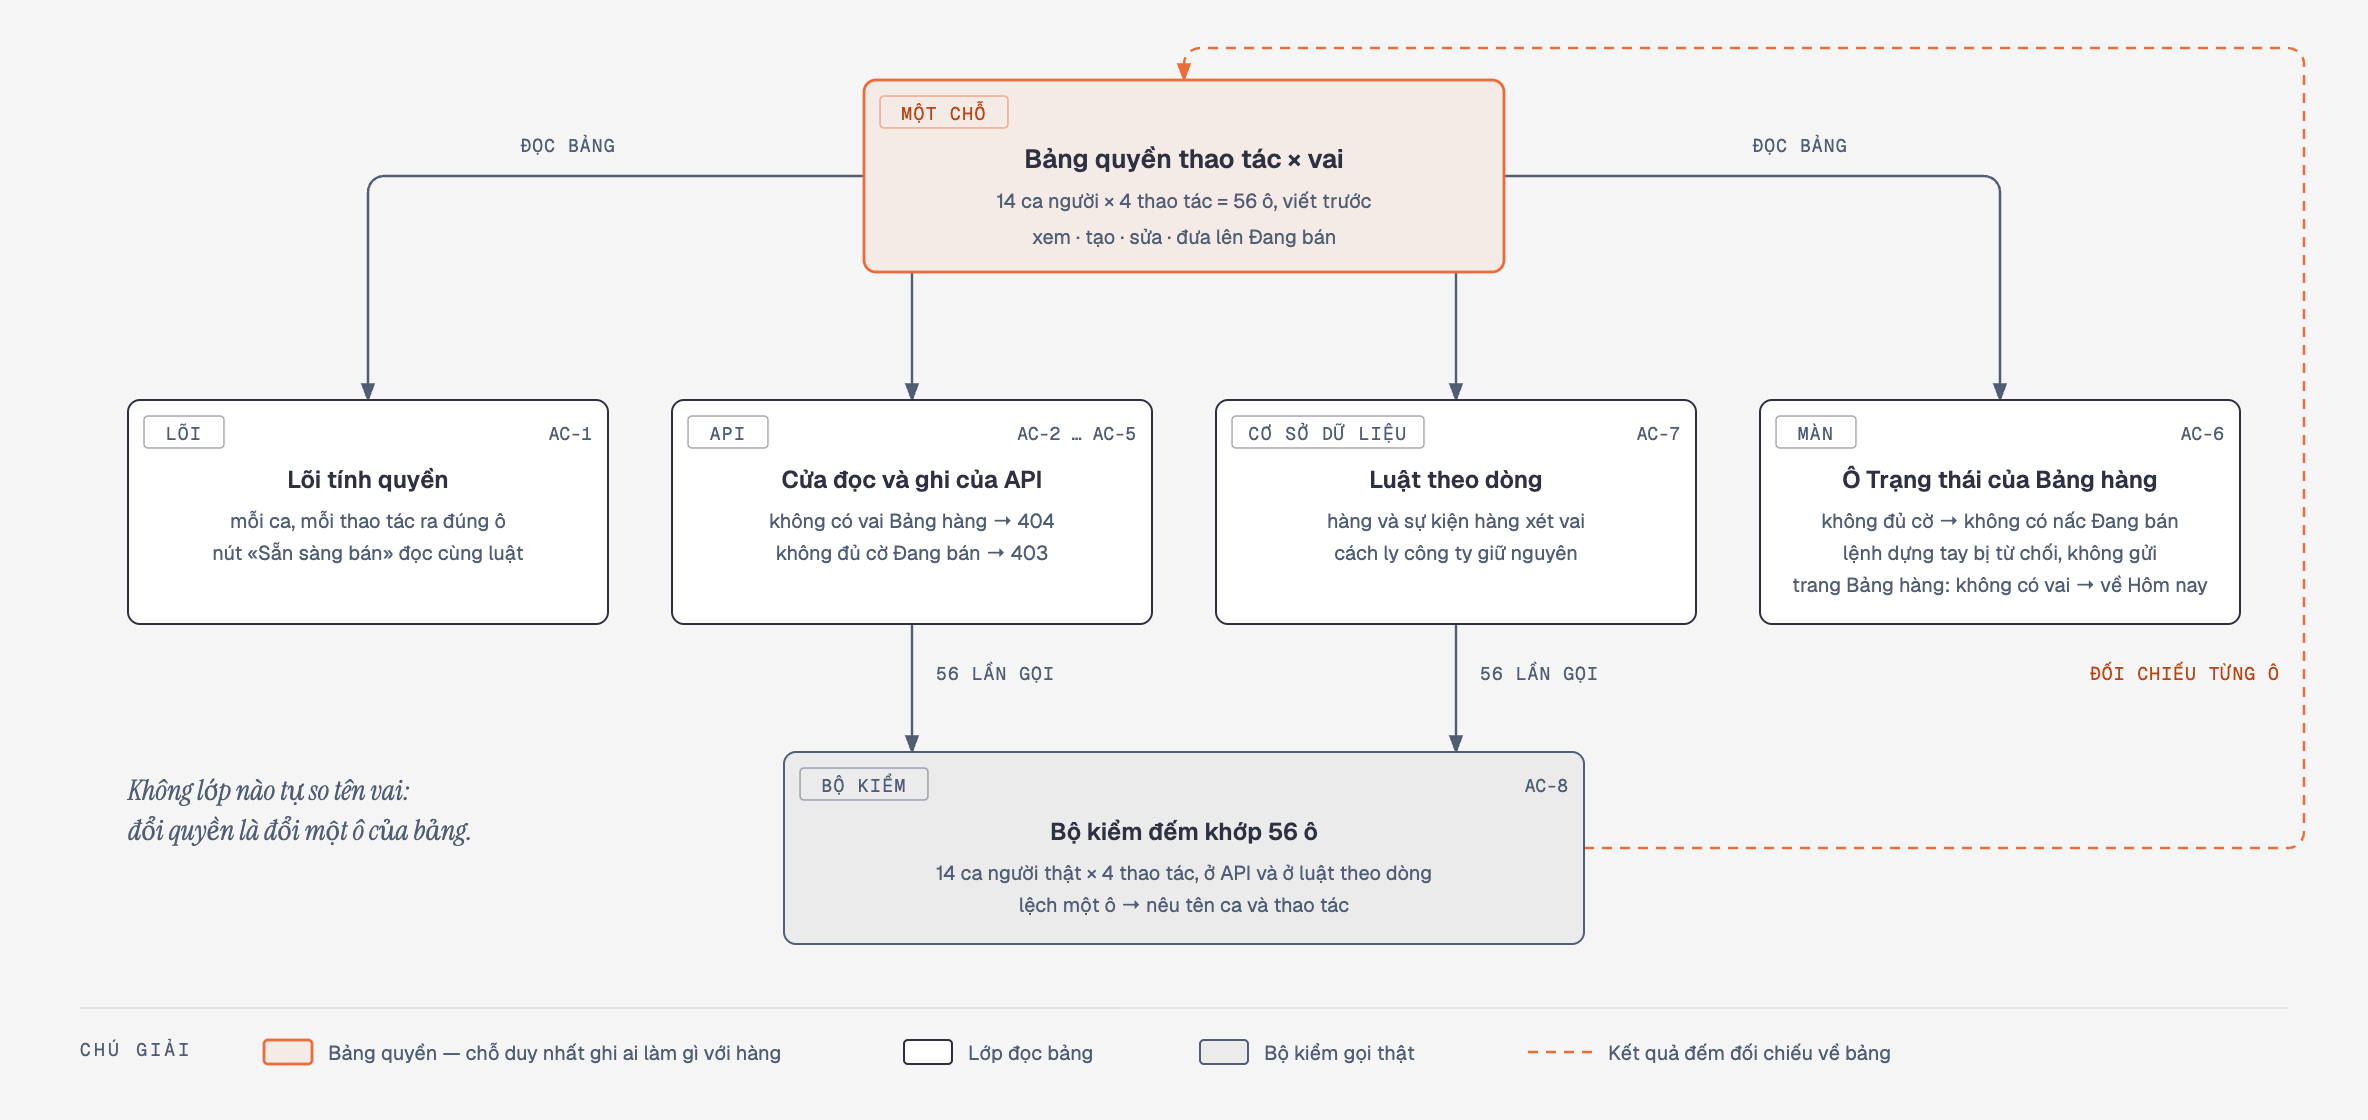 MỘT CHỖ
Bảng quyền thao tác × vai
14 ca người × 4 thao tác = 56 ô, viết trước
xem · tạo · sửa · đưa lên Đang bán
ĐỌC BẢNG
ĐỌC BẢNG
LÕI
AC-1
Lõi tính quyền
mỗi ca, mỗi thao tác ra đúng ô
nút «Sẵn sàng bán» đọc cùng luật
API
AC-2 … AC-5
Cửa đọc và ghi của API
không có vai Bảng hàng → 404
không đủ cờ Đang bán → 403
CƠ SỞ DỮ LIỆU
AC-7
Luật theo dòng
hàng và sự kiện hàng xét vai
cách ly công ty giữ nguyên
MÀN
AC-6
Ô Trạng thái của Bảng hàng
không đủ cờ → không có nấc Đang bán
lệnh dựng tay bị từ chối, không gửi
trang Bảng hàng: không có vai → về Hôm nay
56 LẦN GỌI
56 LẦN GỌI
ĐỐI CHIẾU TỪNG Ô
Không lớp nào tự so tên vai:
đổi quyền là đổi một ô của bảng.
BỘ KIỂM
AC-8
Bộ kiểm đếm khớp 56 ô
14 ca người thật × 4 thao tác, ở API và ở luật theo dòng
lệch một ô → nêu tên ca và thao tác
CHÚ GIẢI
Bảng quyền — chỗ duy nhất ghi ai làm gì với hàng
Lớp đọc bảng
Bộ kiểm gọi thật
Kết quả đếm đối chiếu về bảng